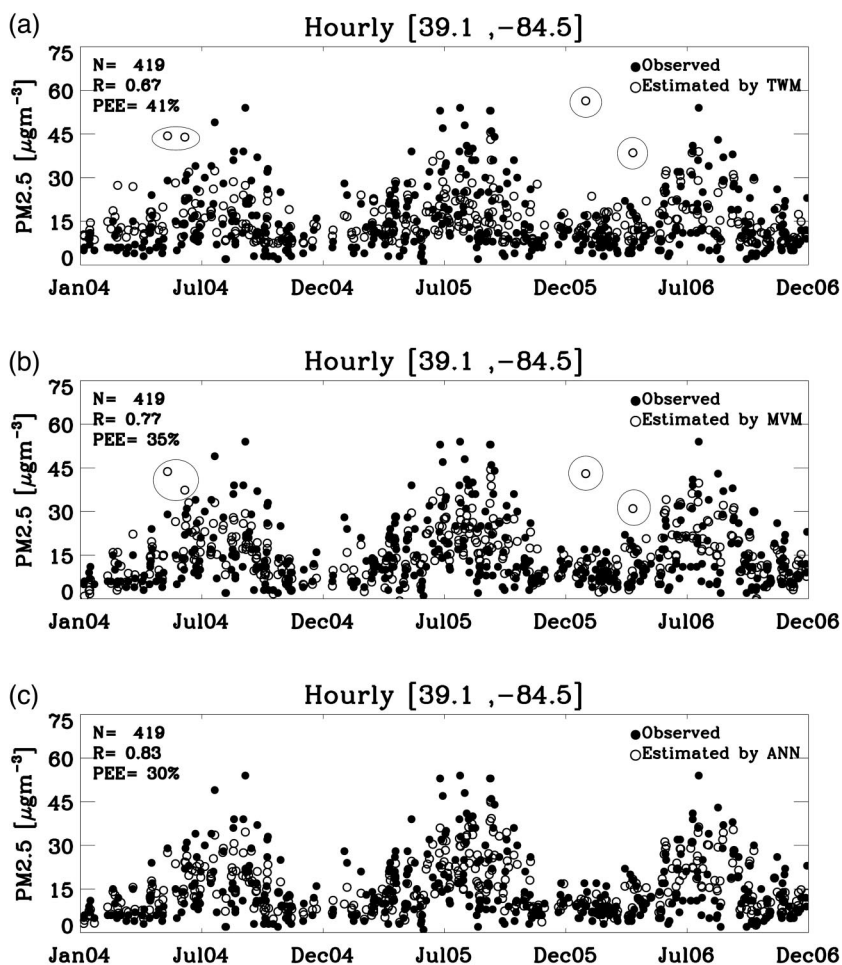 (a)
Hourly [39.1 ,-84.5]
75
60
45
30
15
0
PM2.5 [μgm⁻³]
N= 419
R= 0.67
PEE= 41%
●Observed
○Estimated by TWM
Jan04 Jul04 Dec04 Jul05 Dec05 Jul06 Dec06
(b)
Hourly [39.1 ,-84.5]
75
60
45
30
15
0
PM2.5 [μgm⁻³]
N= 419
R= 0.77
PEE= 35%
●Observed
○Estimated by MVM
Jan04 Jul04 Dec04 Jul05 Dec05 Jul06 Dec06
(c)
Hourly [39.1 ,-84.5]
75
60
45
30
15
0
PM2.5 [μgm⁻³]
N= 419
R= 0.83
PEE= 30%
●Observed
○Estimated by ANN
Jan04 Jul04 Dec04 Jul05 Dec05 Jul06 Dec06